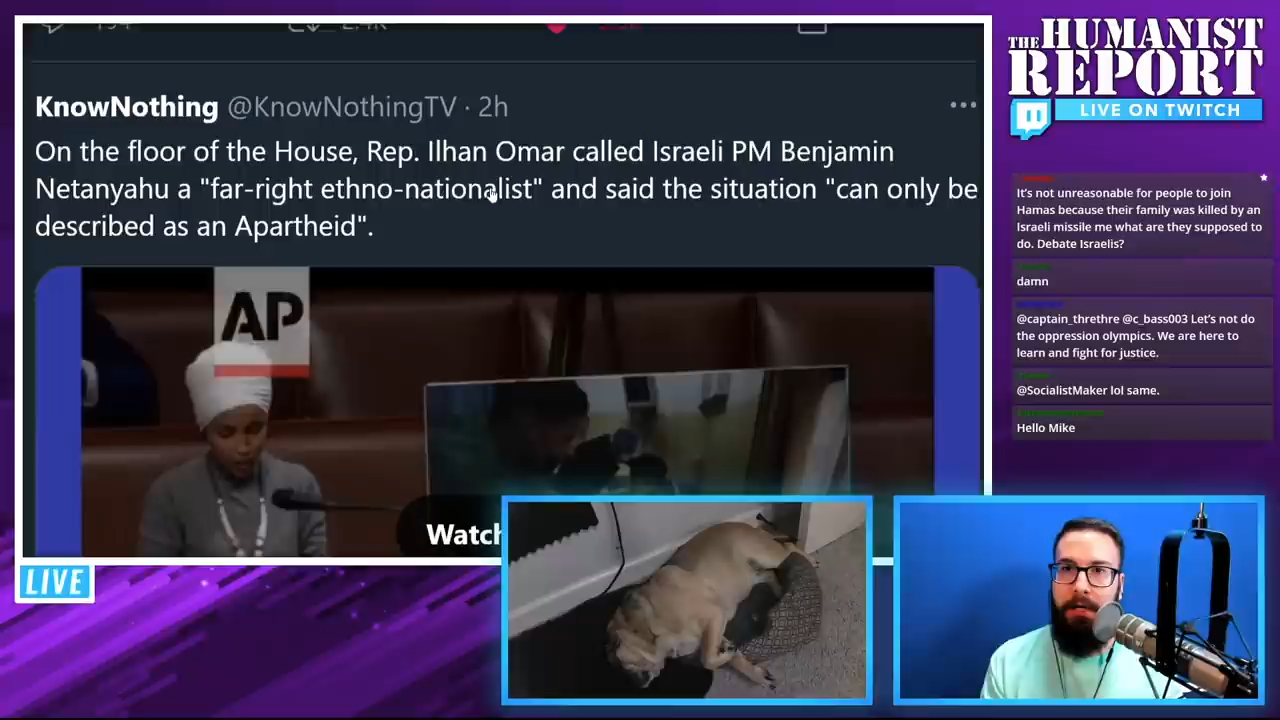 KnowNothing @KnowNothingTV · 2h
On the floor of the House, Rep. Ilhan Omar called Israeli PM Benjamin
Netanyahu a "far-right ethno-nationalist" and said the situation "can only be
described as an Apartheid".
AP
Watch
LIVE
THE HUMANIST
REPORT
LIVE ON TWITCH
It's not unreasonable for people to join
Hamas because their family was killed by an
Israeli missile me what are they supposed to
do. Debate Israelis?
damn
@captain_threthre @c_bass003 Let's not do
the oppression olympics. We are here to
learn and fight for justice.
@SocialistMaker lol same.
Hello Mike